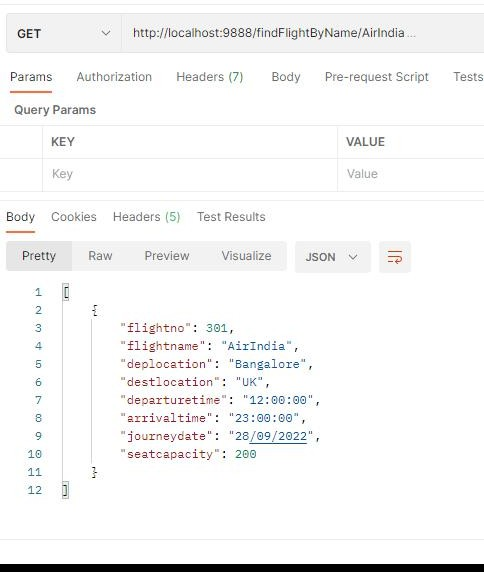 GET http://localhost:9888/findFlightByName/AirIndia...
Params Authorization Headers (7) Body Pre-request Script Tests
Query Params
KEY VALUE
Key Value
Body Cookies Headers (5) Test Results
Pretty Raw Preview Visualize JSON
1 [
2 {
3 "flightno": 301,
4 "flightname": "AirIndia",
5 "deplocation": "Bangalore",
6 "destlocation": "UK",
7 "departuretime": "12:00:00",
8 "arrivaltime": "23:00:00",
9 "journeydate": "28/09/2022",
10 "seatcapacity": 200
11 }
12 ]